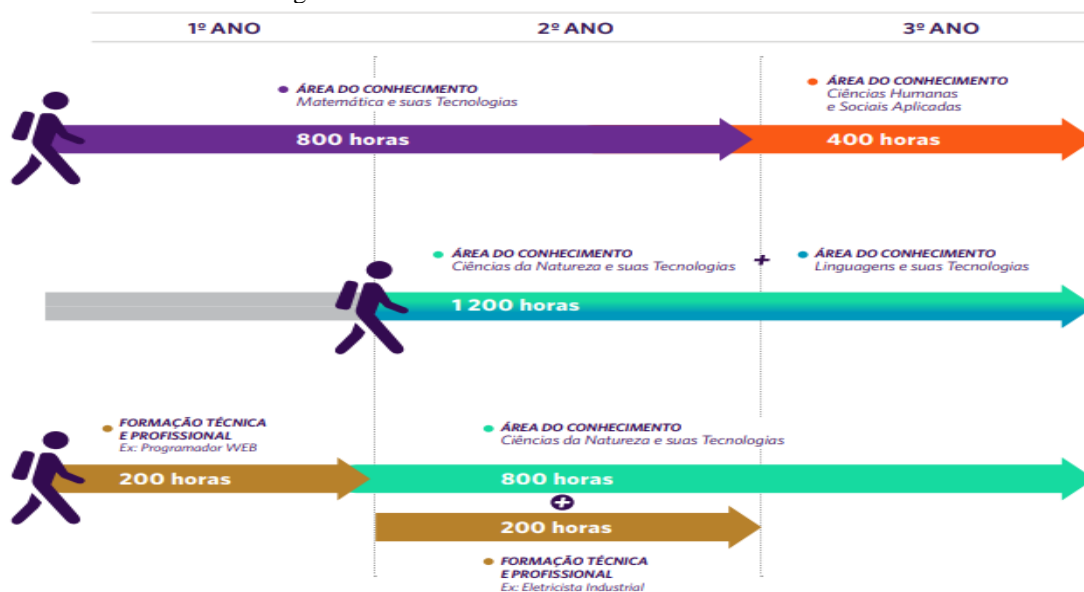 1º ANO
2º ANO
3º ANO
ÁREA DO CONHECIMENTO
Matemática e suas Tecnologias
ÁREA DO CONHECIMENTO
Ciências Humanas
e Sociais Aplicadas
800 horas
400 horas
ÁREA DO CONHECIMENTO
Ciências da Natureza e suas Tecnologias
+
ÁREA DO CONHECIMENTO
Linguagens e suas Tecnologias
1 200 horas
FORMAÇÃO TÉCNICA
E PROFISSIONAL
Ex: Programador WEB
ÁREA DO CONHECIMENTO
Ciências da Natureza e suas Tecnologias
200 horas
800 horas
+
200 horas
FORMAÇÃO TÉCNICA
E PROFISSIONAL
Ex: Eletricista Industrial